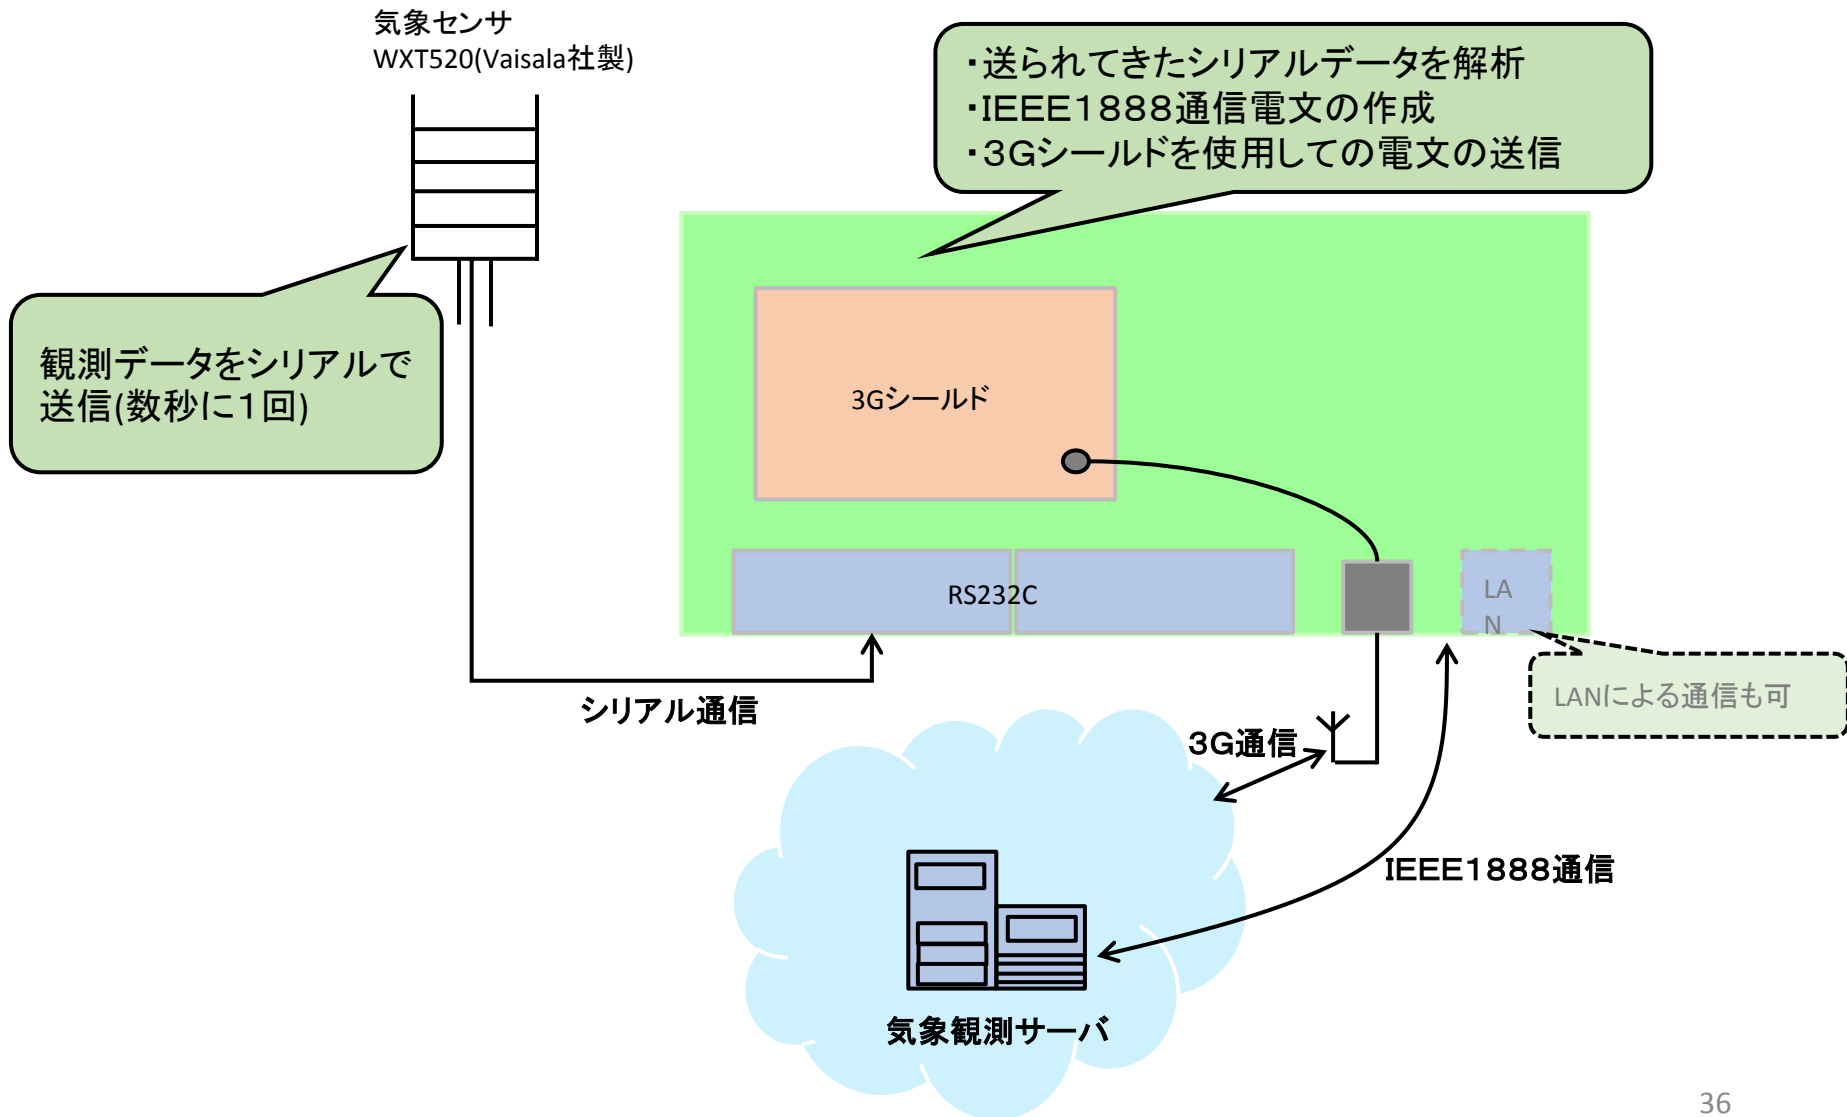 気象センサ
WXT520(Vaisala社製)
・送られてきたシリアルデータを解析
・IEEE1888通信電文の作成
・3Gシールドを使用しての電文の送信
観測データをシリアルで
送信(数秒に1回)
3Gシールド
RS232C
LA
N
LANによる通信も可
シリアル通信
3G通信
IEEE1888通信
気象観測サーバ
36